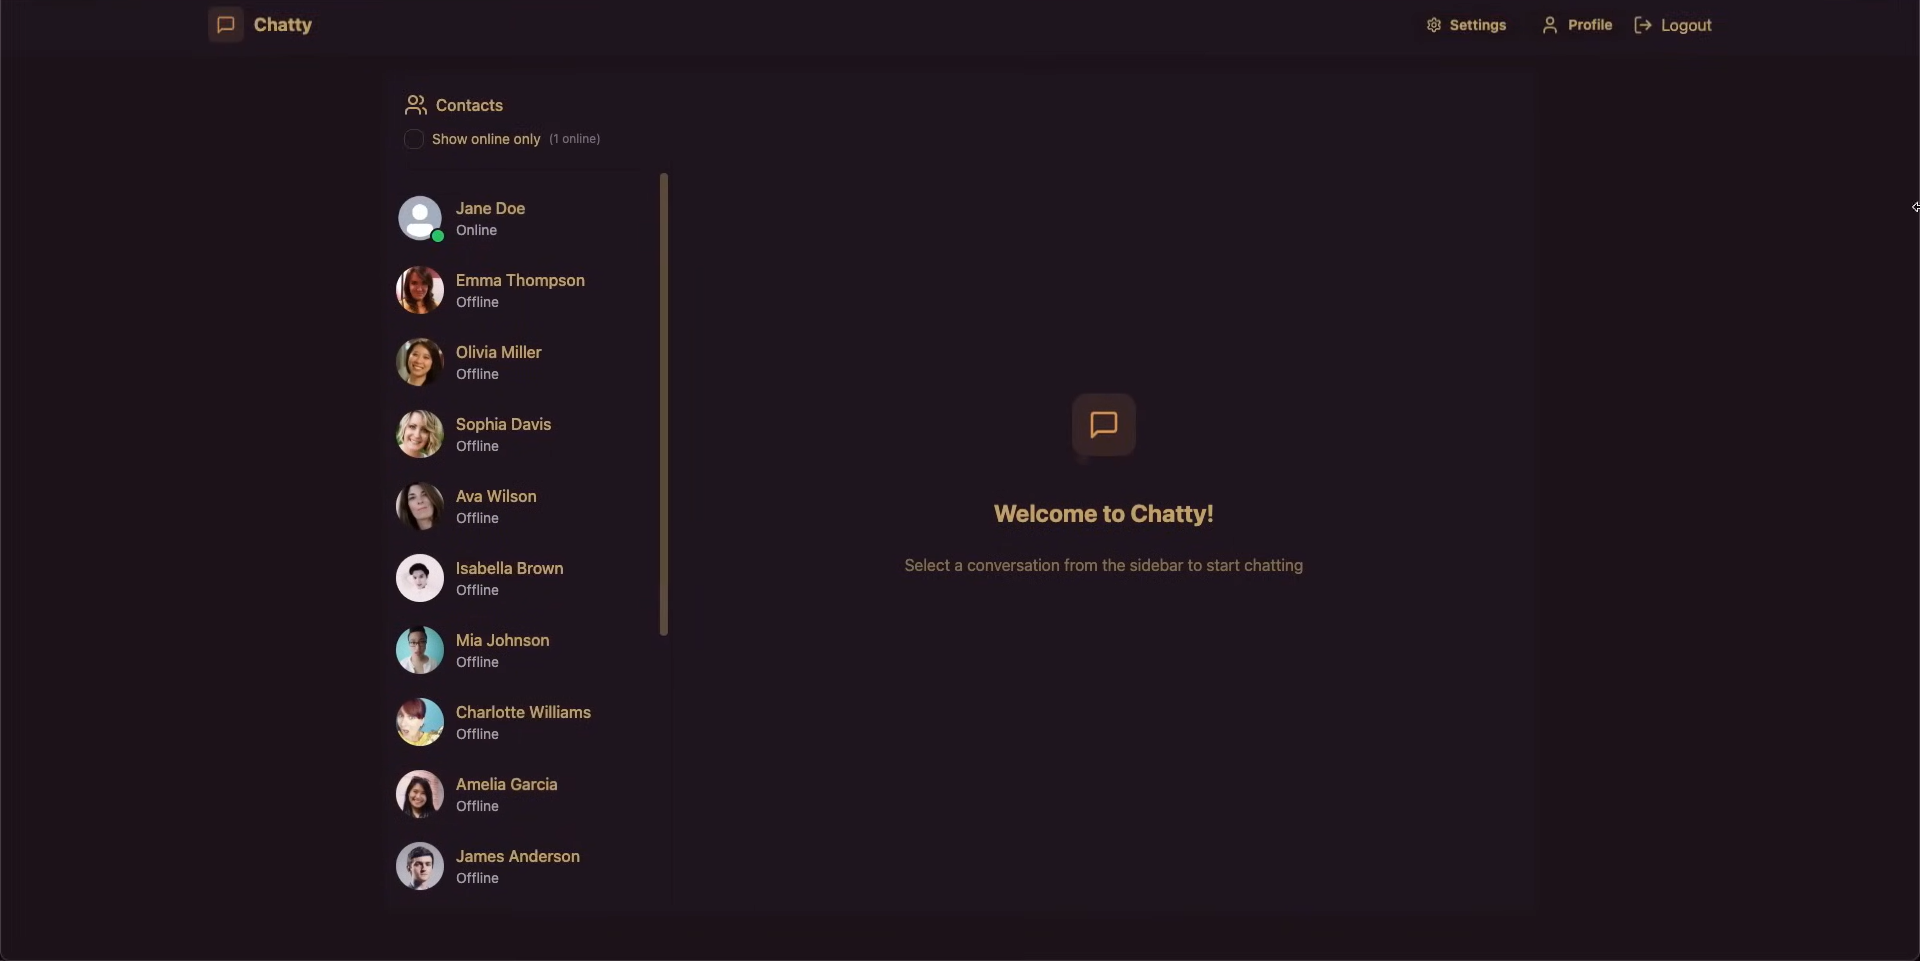 Chatty
Settings
Profile
Logout
Contacts
Show online only (1 online)
Jane Doe
Online
Emma Thompson
Offline
Olivia Miller
Offline
Sophia Davis
Offline
Ava Wilson
Offline
Isabella Brown
Offline
Mia Johnson
Offline
Charlotte Williams
Offline
Amelia Garcia
Offline
James Anderson
Offline
Welcome to Chatty!
Select a conversation from the sidebar to start chatting